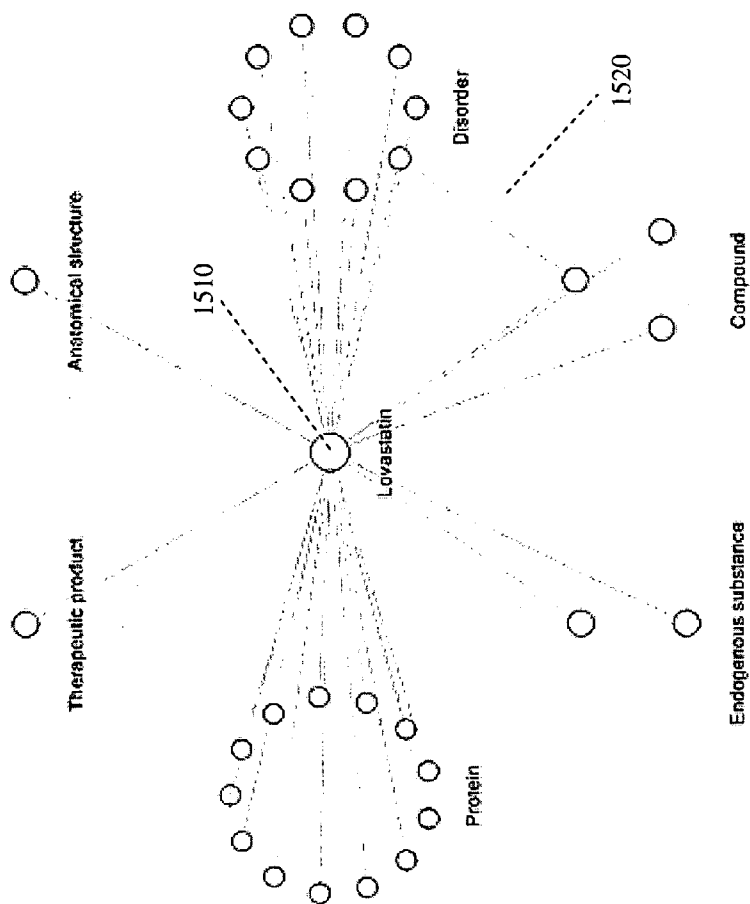 Therapeutic product
Anatomical structure
1510
Protein
Lovastatin
Disorder
1520
Endogenous substance
Compound